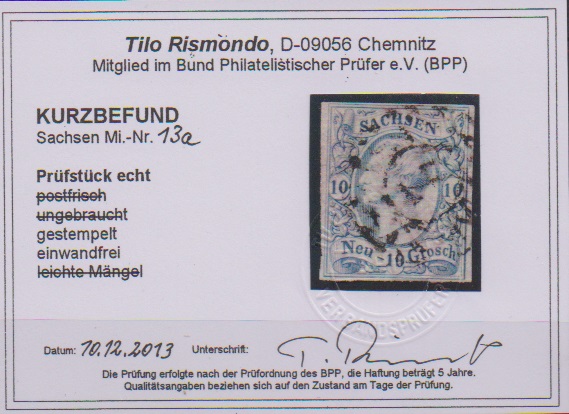 Tilo Rismondo, D-09056 Chemnitz
Mitglied im Bund Philatelistischer Prüfer e.V. (BPP)
KURZBEFUND
Sachsen Mi.-Nr. 13a
Prüfstück echt
postfrisch
ungebraucht
gestempelt
einwandfrei
leichte Mängel
SACHSEN
10 10
Neu - 10 Grosch
VERBANDSPRÜFER
Datum: 10.12.2013 Unterschrift:
Die Prüfung erfolgte nach der Prüfordnung des BPP, die Haftung beträgt 5 Jahre.
Qualitätsangaben beziehen sich auf den Zustand am Tage der Prüfung.